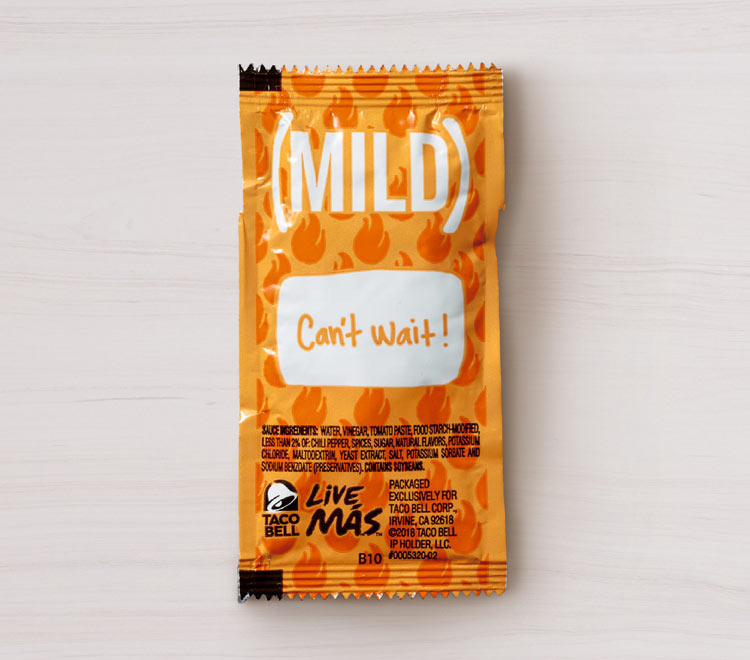 (MILD)
Can't wait!
SAUCE INGREDIENTS: WATER, VINEGAR, TOMATO PASTE, FOOD STARCH-MODIFIED,
LESS THAN 2% OF: CHILI PEPPER, SPICES, SUGAR, NATURAL FLAVORS, POTASSIUM
CHLORIDE, MALTODEXTRIN, YEAST EXTRACT, SALT, POTASSIUM SORBATE AND
SODIUM BENZOATE (PRESERVATIVES). CONTAINS SOYBEANS.
TACO
BELL
LIVE
MÁS™
PACKAGED
EXCLUSIVELY FOR
TACO BELL CORP.,
IRVINE, CA 92618
©2018 TACO BELL
IP HOLDER, LLC.
#0005320-02
B10